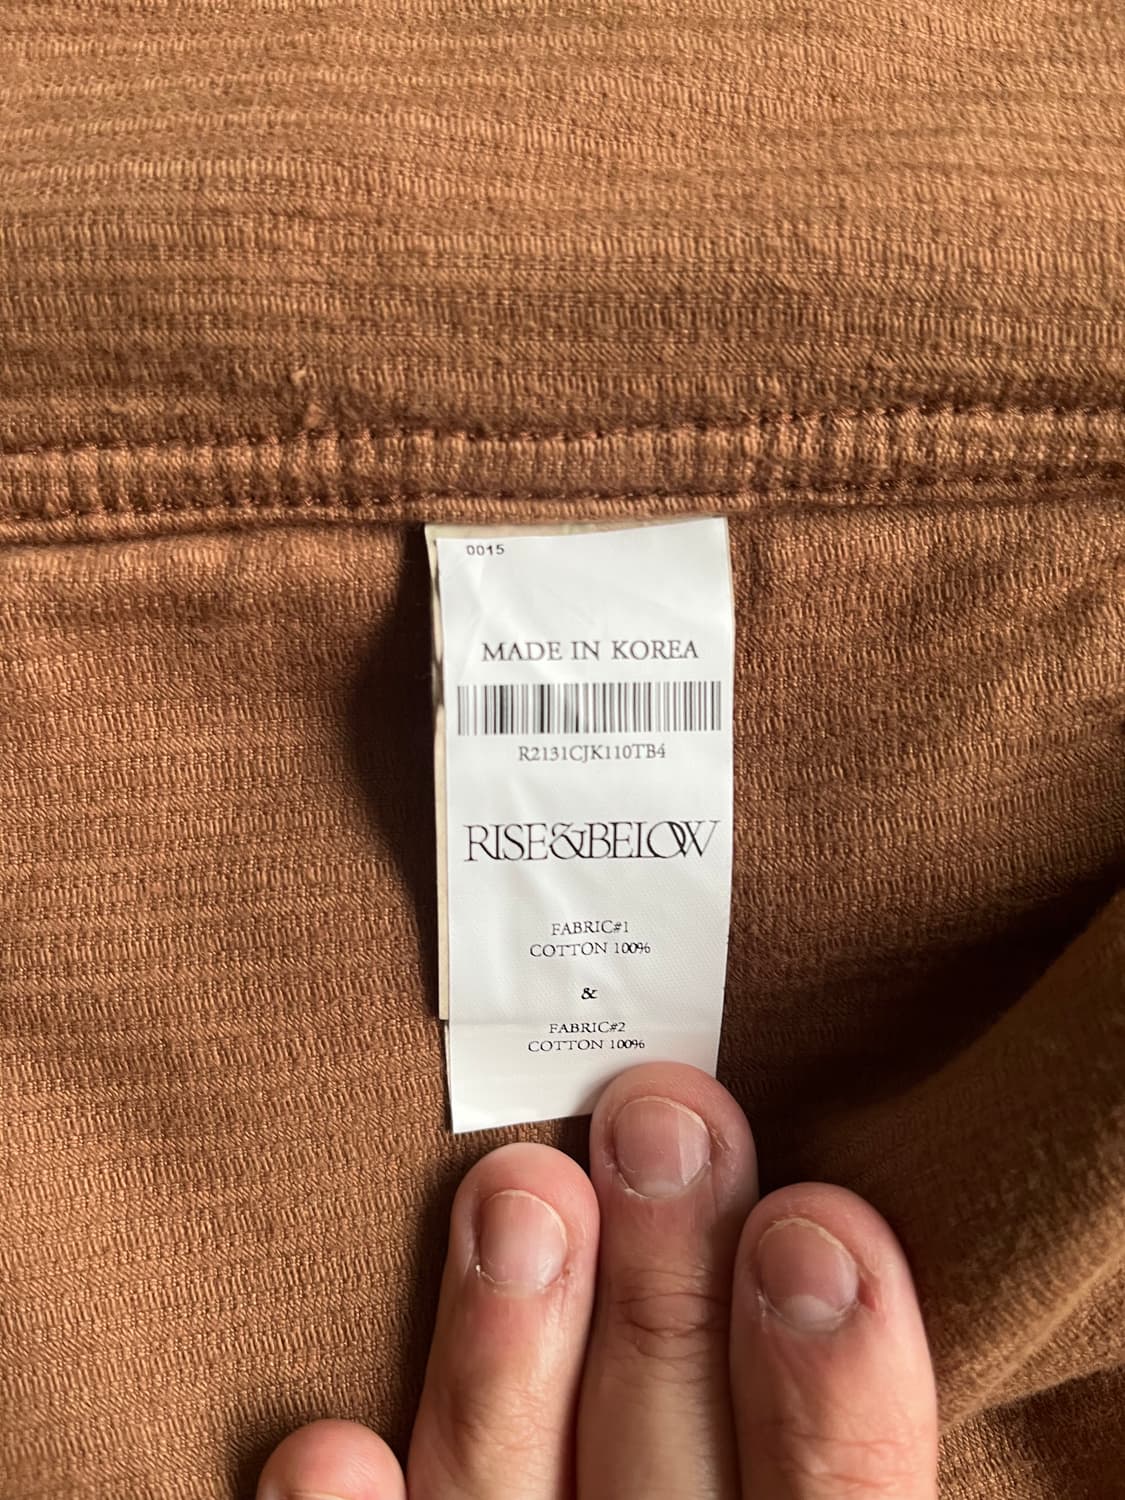 0015
MADE IN KOREA
R2131CJK110TB4
RISE&BELOW
FABRIC#1
COTTON 100%
&
FABRIC#2
COTTON 100%